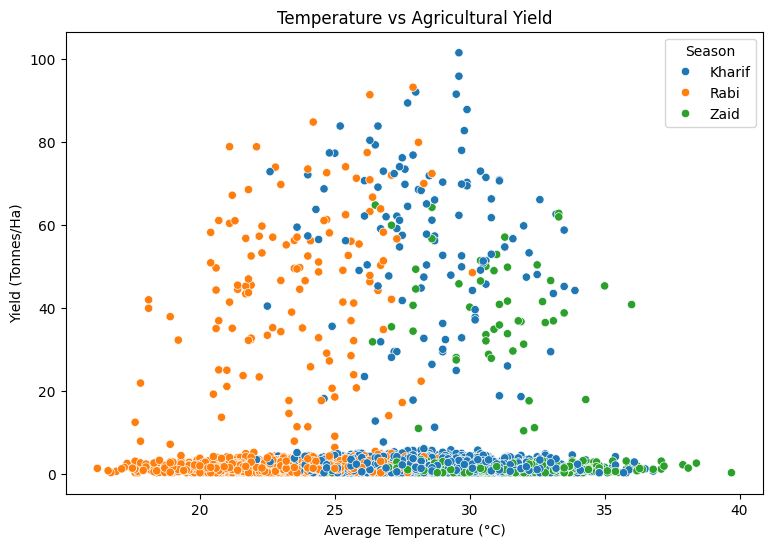 Temperature vs Agricultural Yield
Season
Kharif
Rabi
Zaid
Yield (Tonnes/Ha)
100
80
60
40
20
0
20
25
30
35
40
Average Temperature (°C)